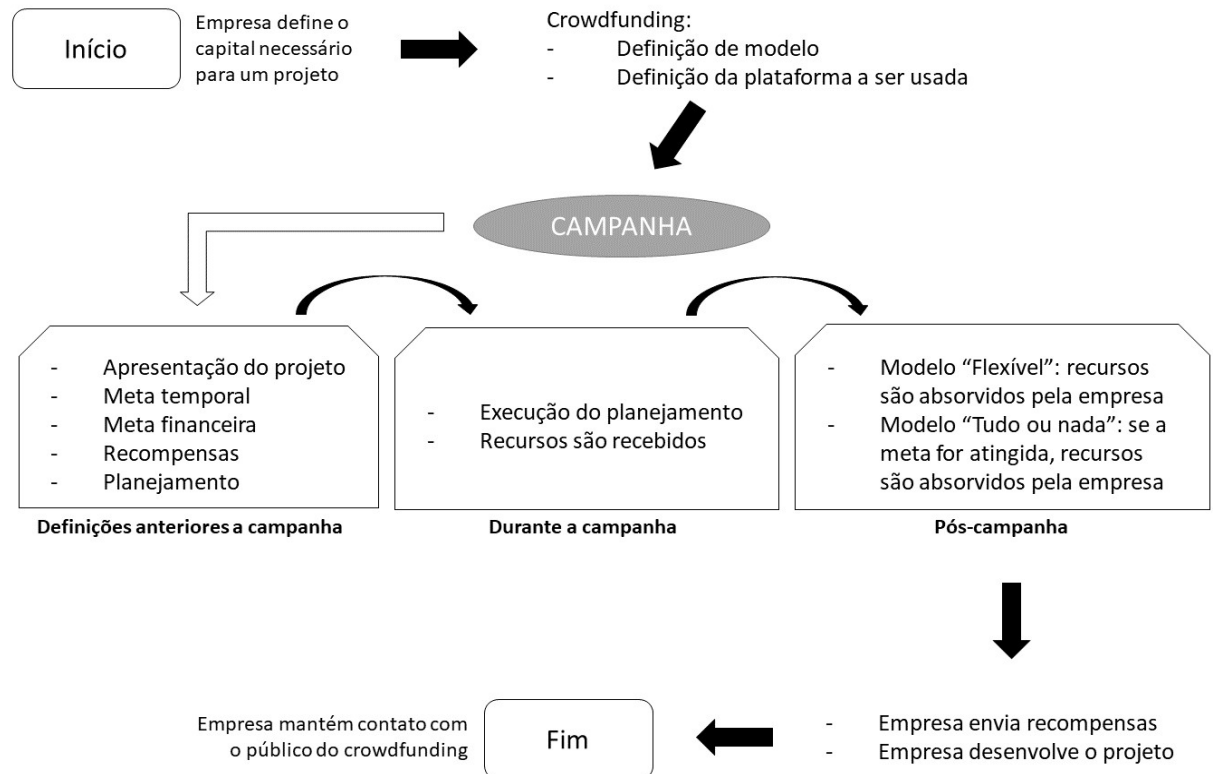 Início
Empresa define o
capital necessário
para um projeto
Crowdfunding:
- Definição de modelo
- Definição da plataforma a ser usada
CAMPANHA
- Apresentação do projeto
- Meta temporal
- Meta financeira
- Recompensas
- Planejamento
Definições anteriores a campanha
- Execução do planejamento
- Recursos são recebidos
Durante a campanha
- Modelo “Flexível”: recursos
são absorvidos pela empresa
- Modelo “Tudo ou nada”: se a
meta for atingida, recursos
são absorvidos pela empresa
Pós-campanha
- Empresa envia recompensas
- Empresa desenvolve o projeto
Fim
Empresa mantém contato com
o público do crowdfunding